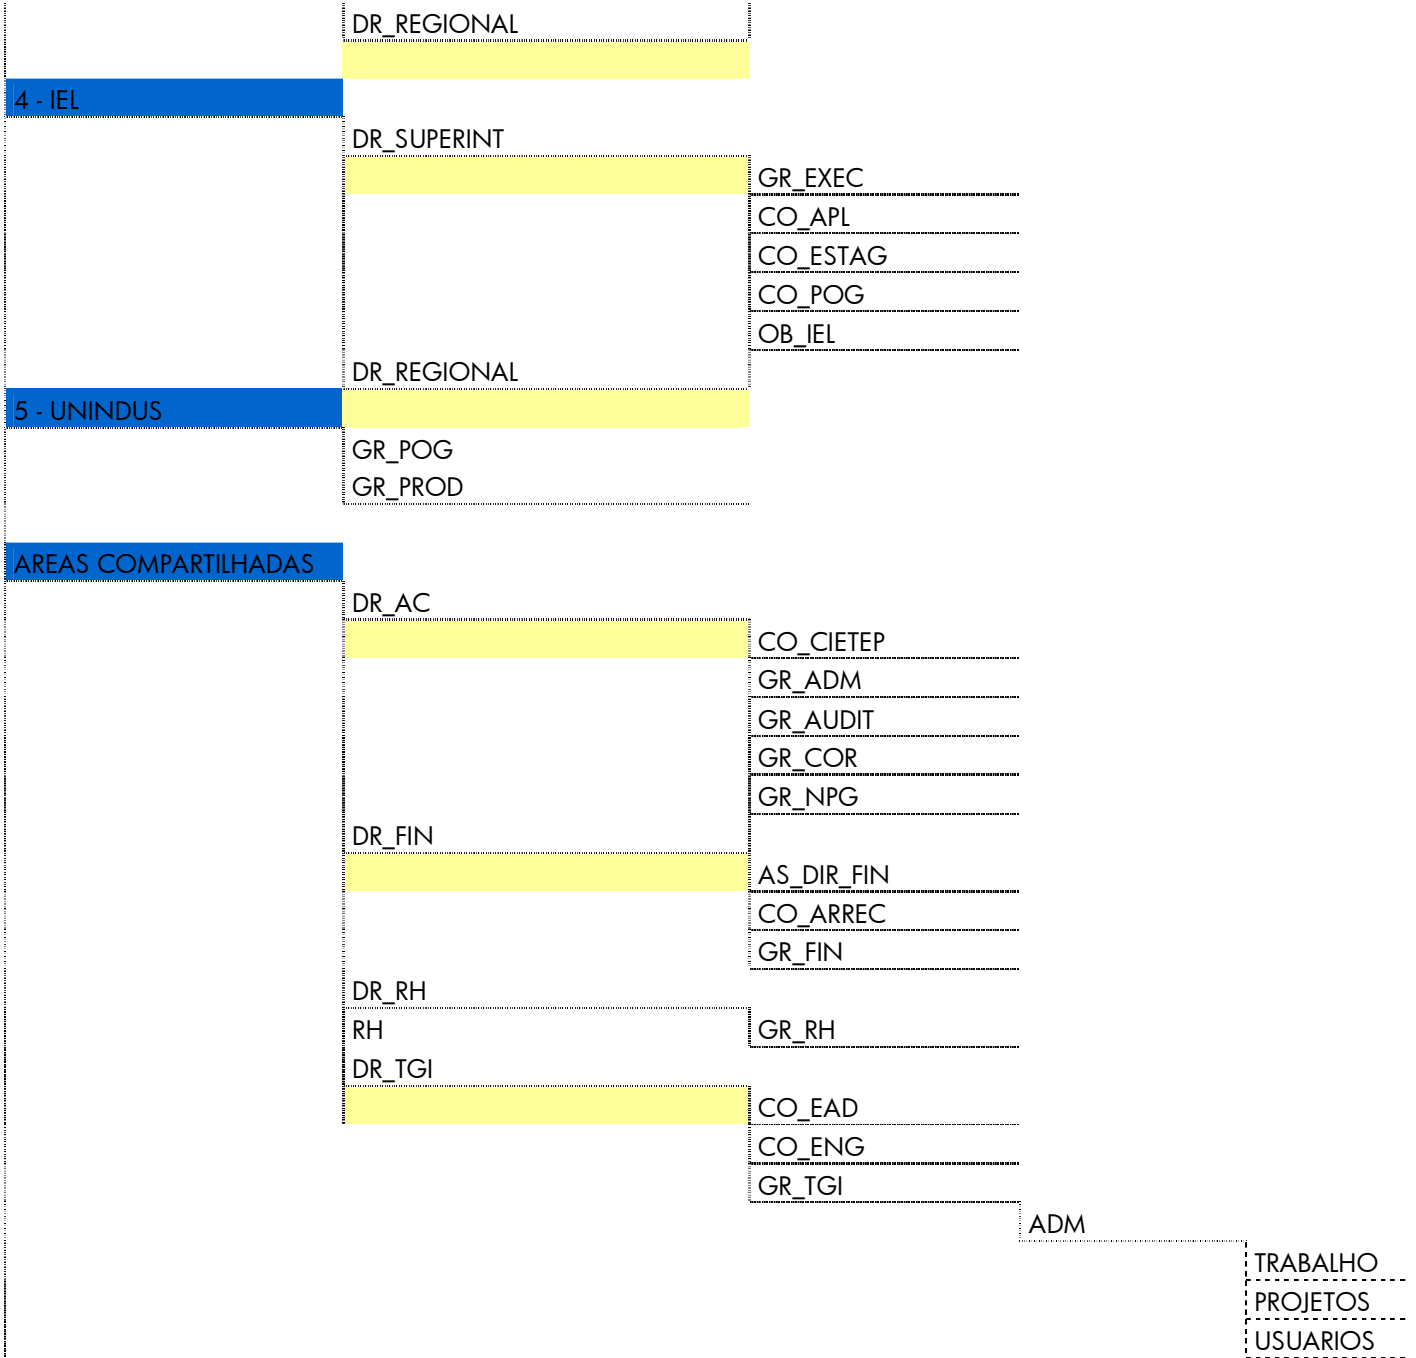 DR_REGIONAL
4 - IEL
DR_SUPERINT
GR_EXEC
CO_APL
CO_ESTAG
CO_POG
OB_IEL
DR_REGIONAL
5 - UNINDUS
GR_POG
GR_PROD
AREAS COMPARTILHADAS
DR_AC
CO_CIETEP
GR_ADM
GR_AUDIT
GR_COR
GR_NPG
DR_FIN
AS_DIR_FIN
CO_ARREC
GR_FIN
DR_RH
RH
GR_RH
DR_TGI
CO_EAD
CO_ENG
GR_TGI
ADM
TRABALHO
PROJETOS
USUARIOS